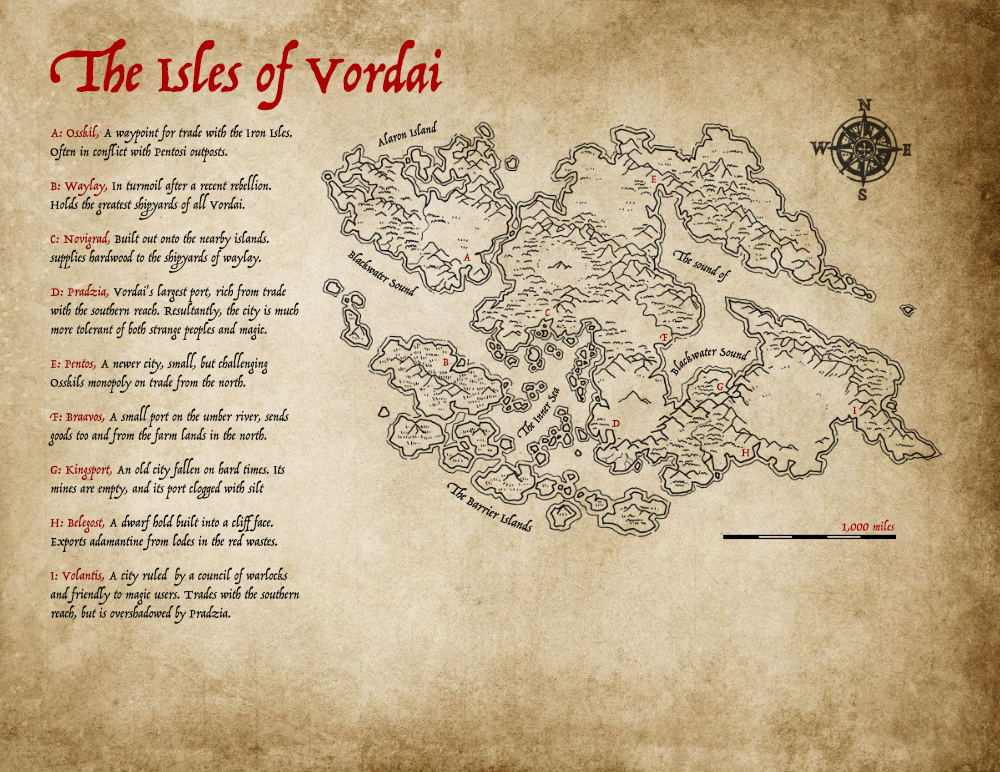 The Isles of Vordai
A: Osskil, A waypoint for trade with the Iron Isles.
Often in conflict with Pentosi outposts.
B: Waylay, In turmoil after a recent rebellion.
Holds the greatest shipyards of all Vordai.
C: Novigrad, Built out onto the nearby islands.
supplies hardwood to the shipyards of waylay.
D: Pradzia, Vordai's largest port, rich from trade
with the southern reach. Resultantly, the city is much
more tolerant of both strange peoples and magic.
E: Pentos, A newer city, small, but challenging
Osskils monopoly on trade from the north.
F: Braavos, A small port on the umber river, sends
goods too and from the farm lands in the north.
G: Kingsport, An old city fallen on hard times. Its
mines are empty, and its port clogged with silt
H: Belegost, A dwarf hold built into a cliff face.
Exports adamantine from lodes in the red wastes.
I: Volantis, A city ruled by a council of warlocks
and friendly to magic users. Trades with the southern
reach, but is overshadowed by Pradzia.
N
W
E
S
Alaron Island
E
A
Blackwater Sound
The sound of
C
F
B
Blackwater Sound
G
The Inner Sea
I
D
H
The Barrier Islands
1,000 miles